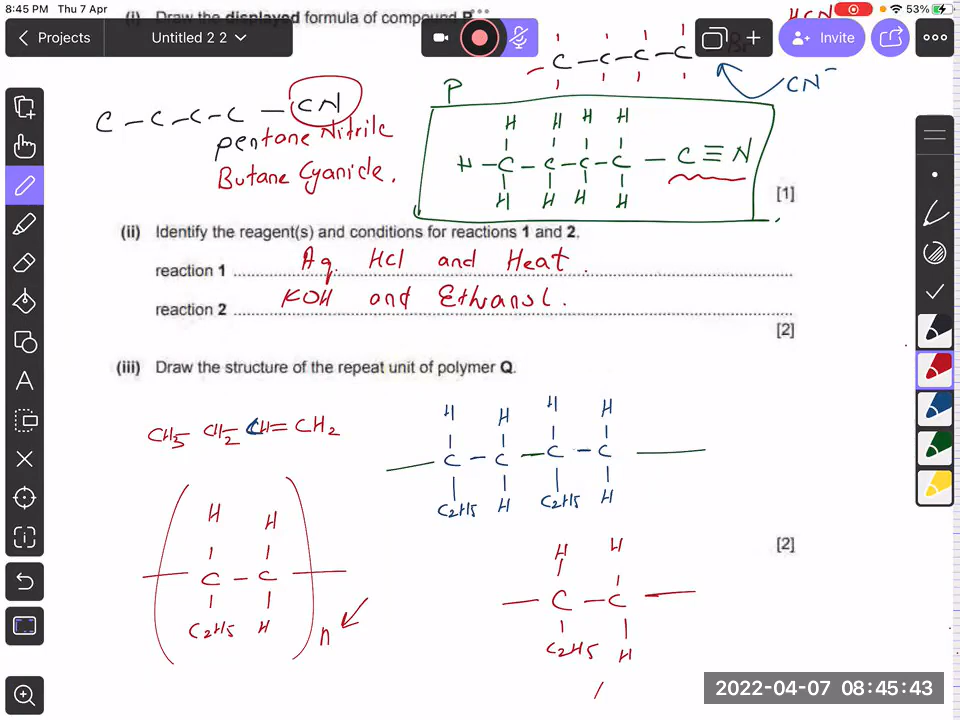 8:45 PM Thu 7 Apr
53%
(i) Draw the displayed formula of compound P.
HCN
Projects
Untitled 2 2
Invite
C - C - C - C
Br
CN⁻
C - C - C - C - CN
pentane Nitrile
Butane Cyanide.
P
H H H H
H - C - C - C - C - C≡N
H H H H
[1]
(ii) Identify the reagent(s) and conditions for reactions 1 and 2.
reaction 1 Aq. HCl and Heat.
reaction 2 KOH and Ethanol.
[2]
(iii) Draw the structure of the repeat unit of polymer Q.
CH3 CH2 CH= CH2
H H H H
C - C - C - C
C2H5 H C2H5 H
H H
C - C
C2H5 H
n
[2]
H H
C - C
C2H5 H
2022-04-07 08:45:43